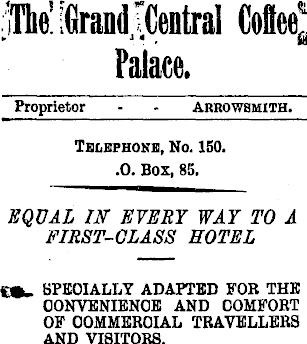 The Grand Central Coffee
Palace.
Proprietor - - ARROWSMITH.
TELEPHONE, No. 150.
.O. Box, 85.
EQUAL IN EVERY WAY TO A
FIRST-CLASS HOTEL
SPECIALLY ADAPTED FOR THE
CONVENIENCE AND COMFORT
OF COMMERCIAL TRAVELLERS
AND VISITORS.